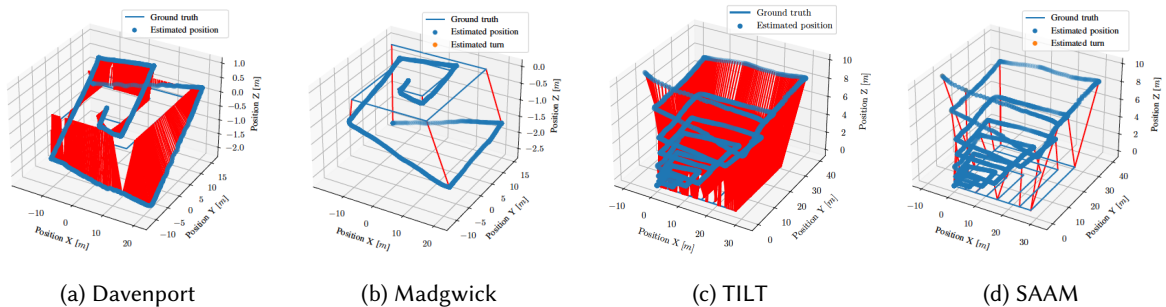 Ground truth
Estimated position
1.0
0.5
0.0
−0.5
−1.0
−1.5
−2.0
Position Z [m]
−10
0
10
20
Position X [m]
−10
−5
0
5
10
15
Position Y [m]
(a) Davenport
Ground truth
Estimated position
Estimated turn
0.0
−0.5
−1.0
−1.5
−2.0
−2.5
Position Z [m]
−10
0
10
20
Position X [m]
−10
−5
0
5
10
15
Position Y [m]
(b) Madgwick
Ground truth
Estimated position
10
8
6
4
2
0
Position Z [m]
0
10
20
30
Position X [m]
0
10
20
30
40
Position Y [m]
(c) TILT
Ground truth
Estimated position
Estimated turn
10
8
6
4
2
0
Position Z [m]
0
10
20
30
Position X [m]
0
10
20
30
40
Position Y [m]
(d) SAAM